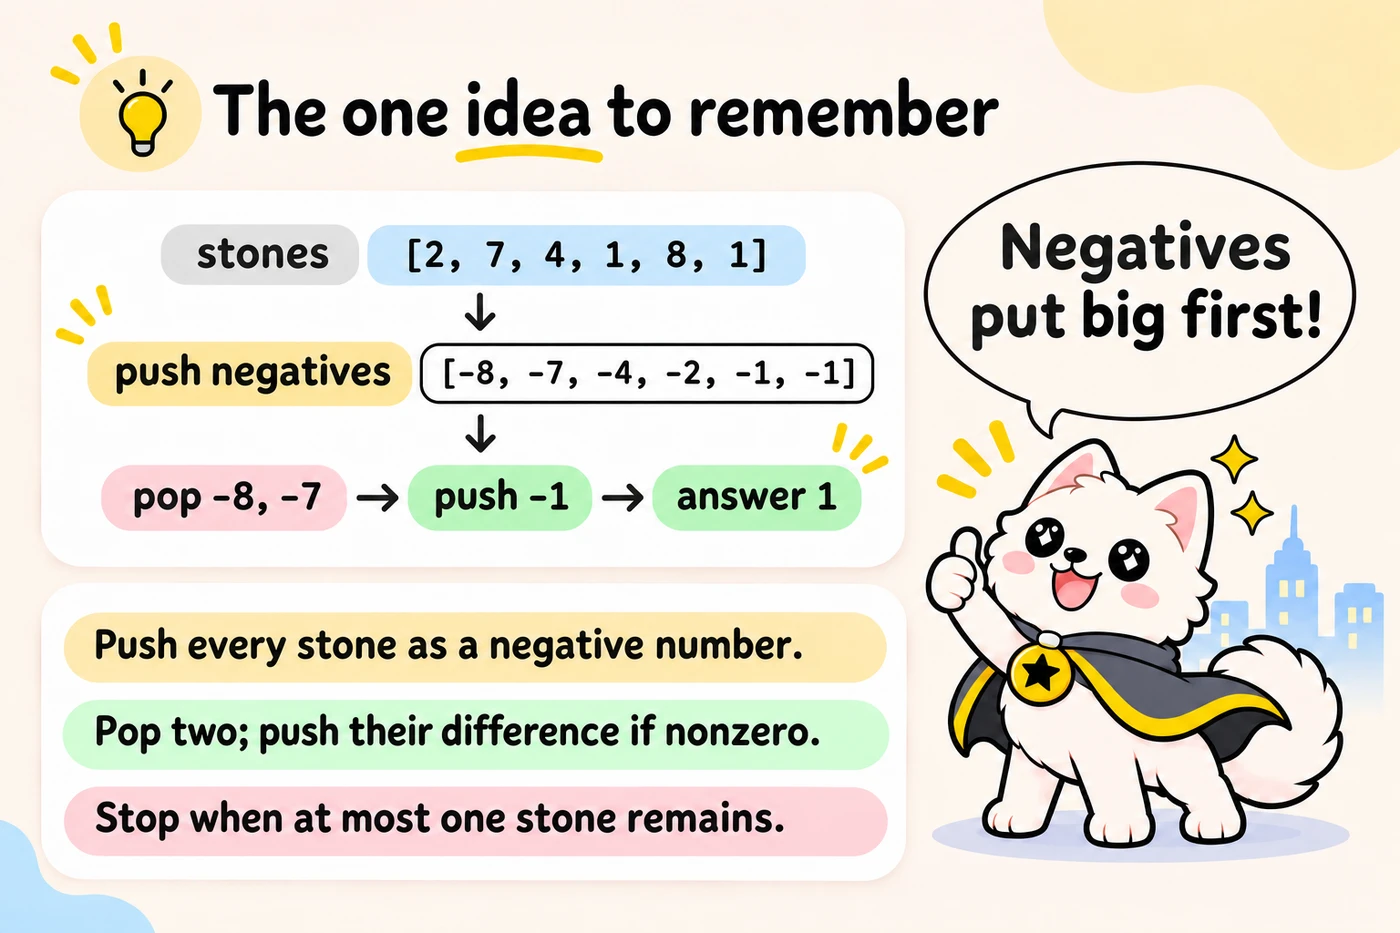 The one idea to remember
stones [2, 7, 4, 1, 8, 1]
push negatives [-8, -7, -4, -2, -1, -1]
pop -8, -7 → push -1 → answer 1
Negatives
put big first!
Push every stone as a negative number.
Pop two; push their difference if nonzero.
Stop when at most one stone remains.